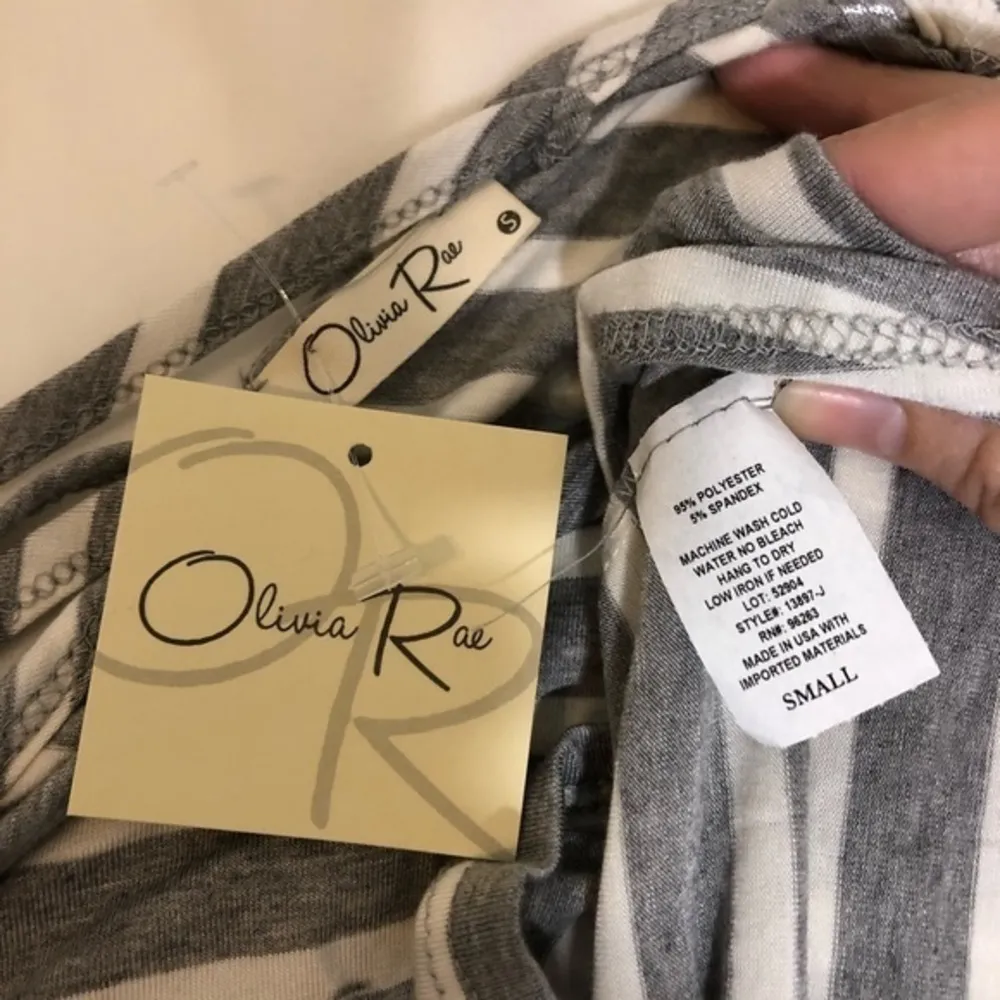 Olivia Rae
S
Olivia Rae
OR
95% POLYESTER
5% SPANDEX
MACHINE WASH COLD
WATER NO BLEACH
HANG TO DRY
LOW IRON IF NEEDED
LOT: 52904
STYLE#: 13897-J
RN#: 96263
MADE IN USA WITH
IMPORTED MATERIALS
SMALL